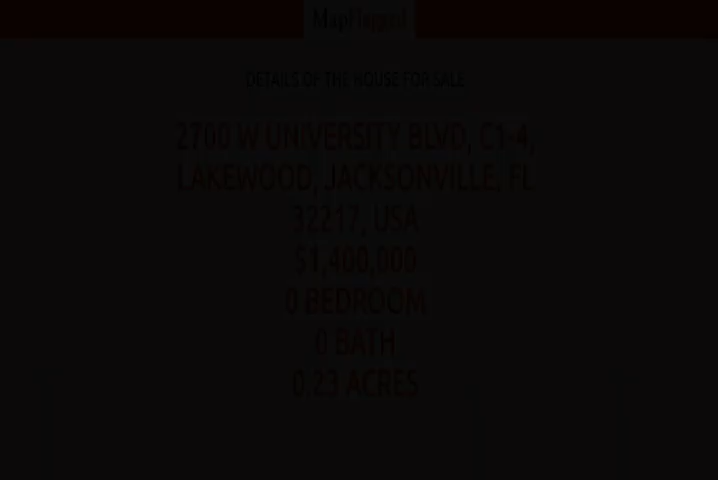 DETAILS OF THE HOUSE FOR SALE
2700 W UNIVERSITY BLVD, C1-4,
LAKEWOOD, JACKSONVILLE, FL
32217, USA
$1,400,000
0 BEDROOM
0 BATH
0.23 ACRES